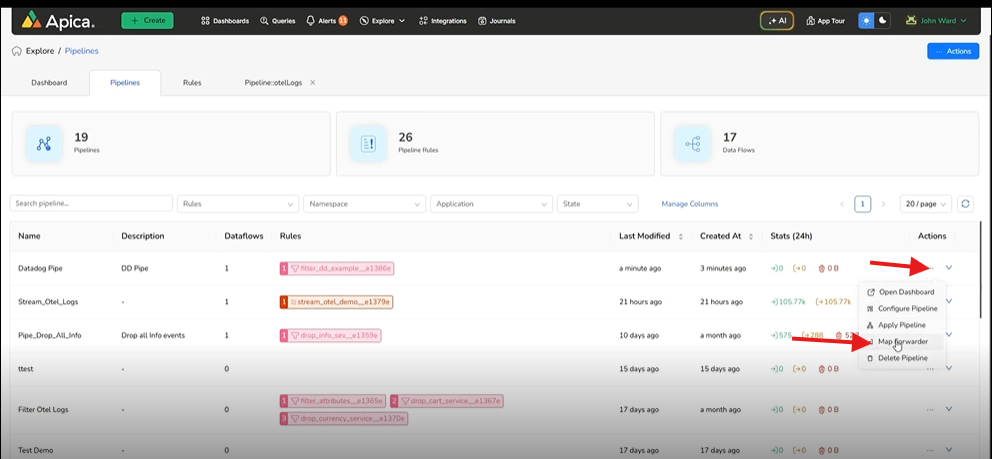 Apica. + Create Dashboards Queries Alerts 11 Explore Integrations Journals AI App Tour John Ward
Explore / Pipelines ... Actions
Dashboard Pipelines Rules Pipeline::otelLogs ×
19 Pipelines
26 Pipeline Rules
17 Data Flows
Search pipeline... Rules Namespace Application State Manage Columns < 1 > 20 / page
Name Description Dataflows Rules Last Modified Created At Stats (24h) Actions
Datadog Pipe DD Pipe 1 1 filter_dd_example__e1386e a minute ago 3 minutes ago 0 0 0 B ...
Open Dashboard
Stream_Otel_Logs - 1 1 stream_otel_demo__e1379e 21 hours ago 21 hours ago 105.77k 105.77k
Configure Pipeline
Apply Pipeline
Pipe_Drop_All_Info Drop all Info events 1 1 drop_info_sev__e1359e 10 days ago a month ago 575 288
Map Forwarder
Delete Pipeline
ttest - 0 15 days ago 15 days ago 0 0 0 B ...
Filter Otel Logs - 0 1 filter_attributes__e1365e 2 drop_cart_service__e1367e 17 days ago a month ago 0 0 0 B ...
3 drop_currency_service__e1370e
Test Demo - 0 17 days ago 17 days ago 0 0 0 B ...